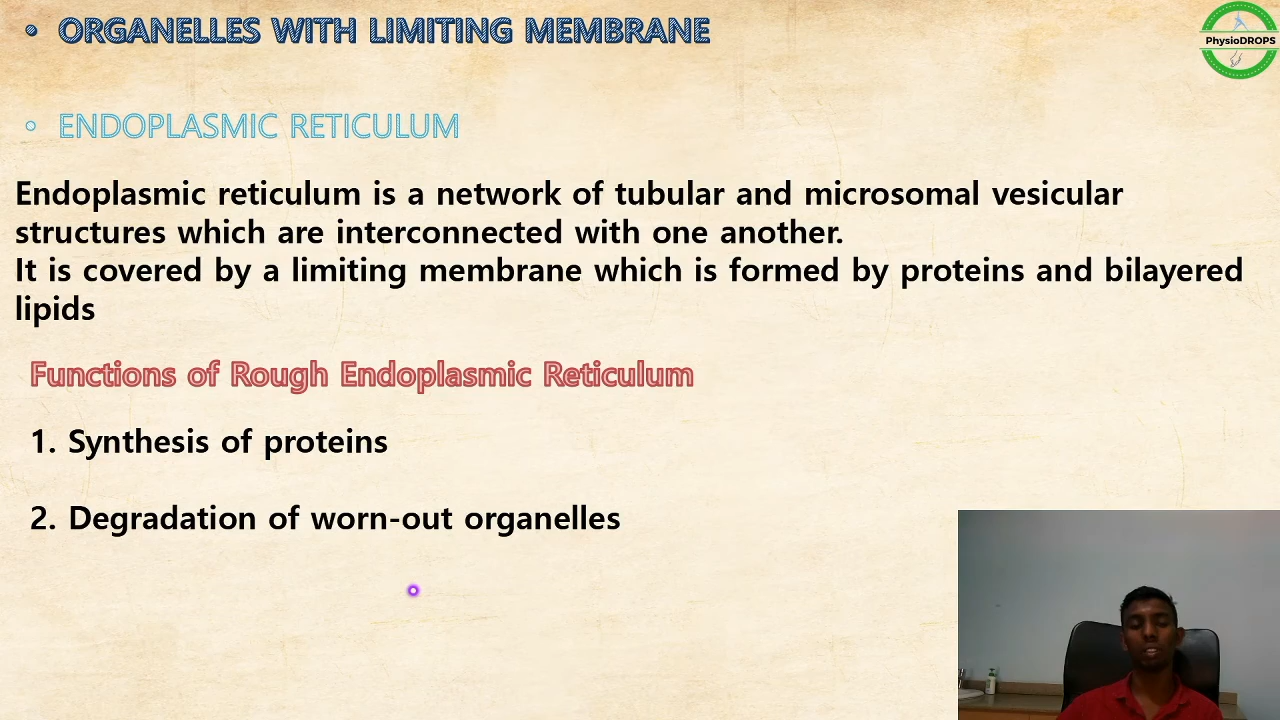 • ORGANELLES WITH LIMITING MEMBRANE
PhysioDROPS
• ENDOPLASMIC RETICULUM
Endoplasmic reticulum is a network of tubular and microsomal vesicular
structures which are interconnected with one another.
It is covered by a limiting membrane which is formed by proteins and bilayered
lipids
Functions of Rough Endoplasmic Reticulum
1. Synthesis of proteins
2. Degradation of worn-out organelles